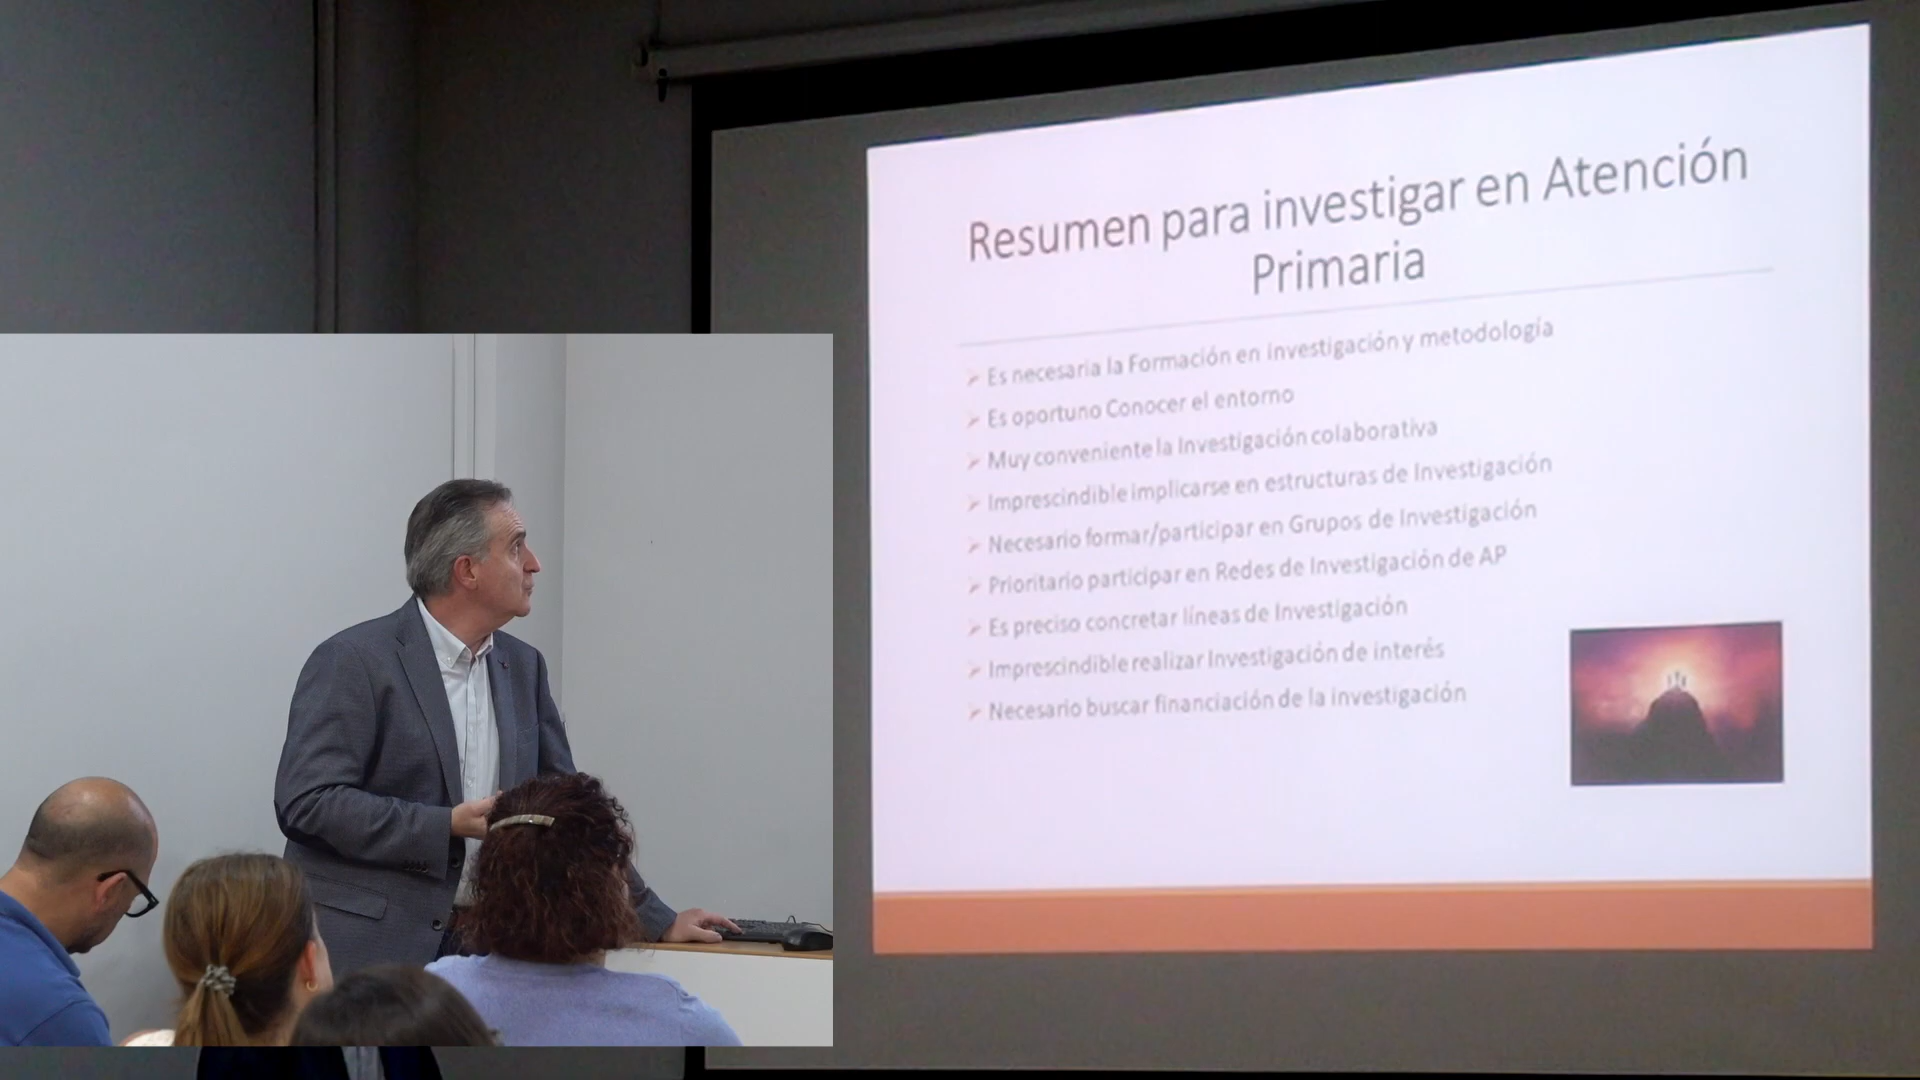 Resumen para investigar en Atención
Primaria
Es necesaria la Formación en investigación y metodología
Es oportuno Conocer el entorno
Muy conveniente la Investigación colaborativa
Imprescindible implicarse en estructuras de Investigación
Necesario formar/participar en Grupos de Investigación
Prioritario participar en Redes de Investigación de AP
Es preciso concretar líneas de Investigación
Imprescindible realizar Investigación de interés
Necesario buscar financiación de la investigación